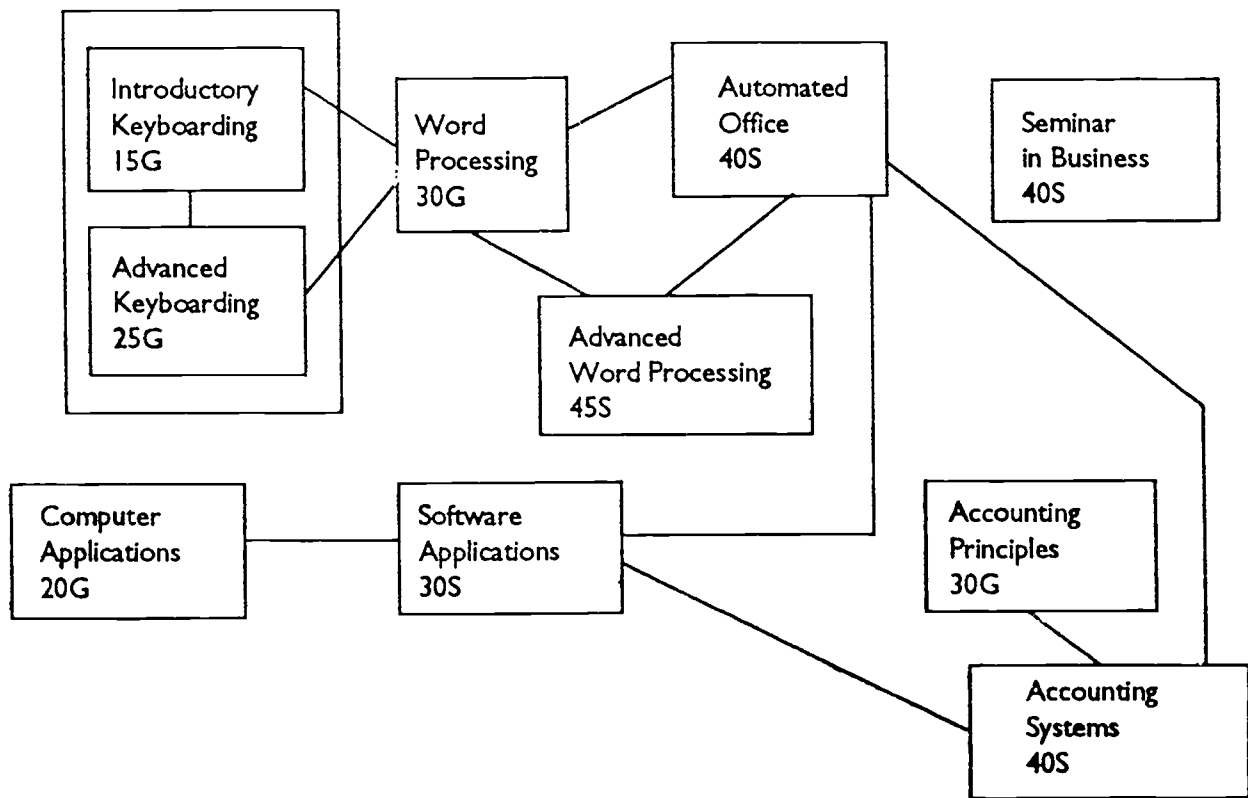 Introductory
Keyboarding
15G
Advanced
Keyboarding
25G
Word
Processing
30G
Automated
Office
40S
Seminar
in Business
40S
Advanced
Word Processing
45S
Computer
Applications
20G
Software
Applications
30S
Accounting
Principles
30G
Accounting
Systems
40S